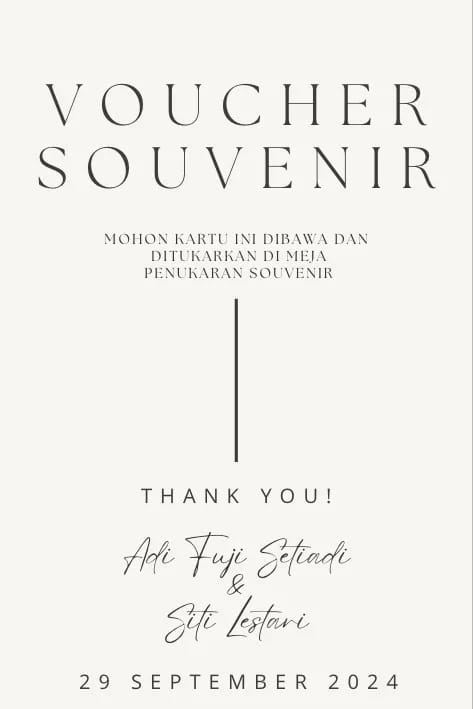 VOUCHER
SOUVENIR
MOHON KARTU INI DIBAWA DAN
DITUKARKAN DI MEJA
PENUKARAN SOUVENIR
THANK YOU!
Adi Fuji Setiadi
&
Siti Lestari
29 SEPTEMBER 2024